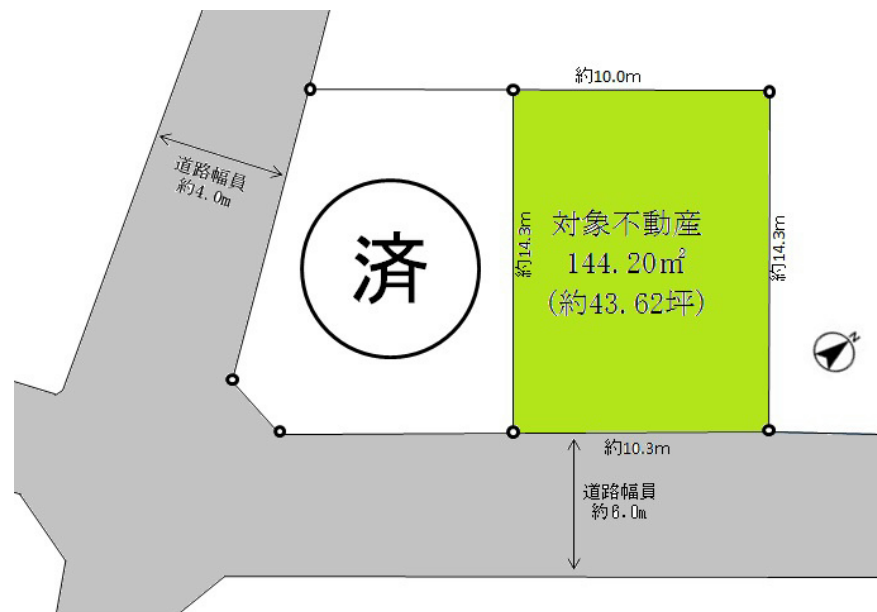 約10.0m
道路幅員
約4.0m
済
約14.3m
対象不動産
144.20㎡
(約43.62坪)
約14.3m
N
約10.3m
道路幅員
約6.0m